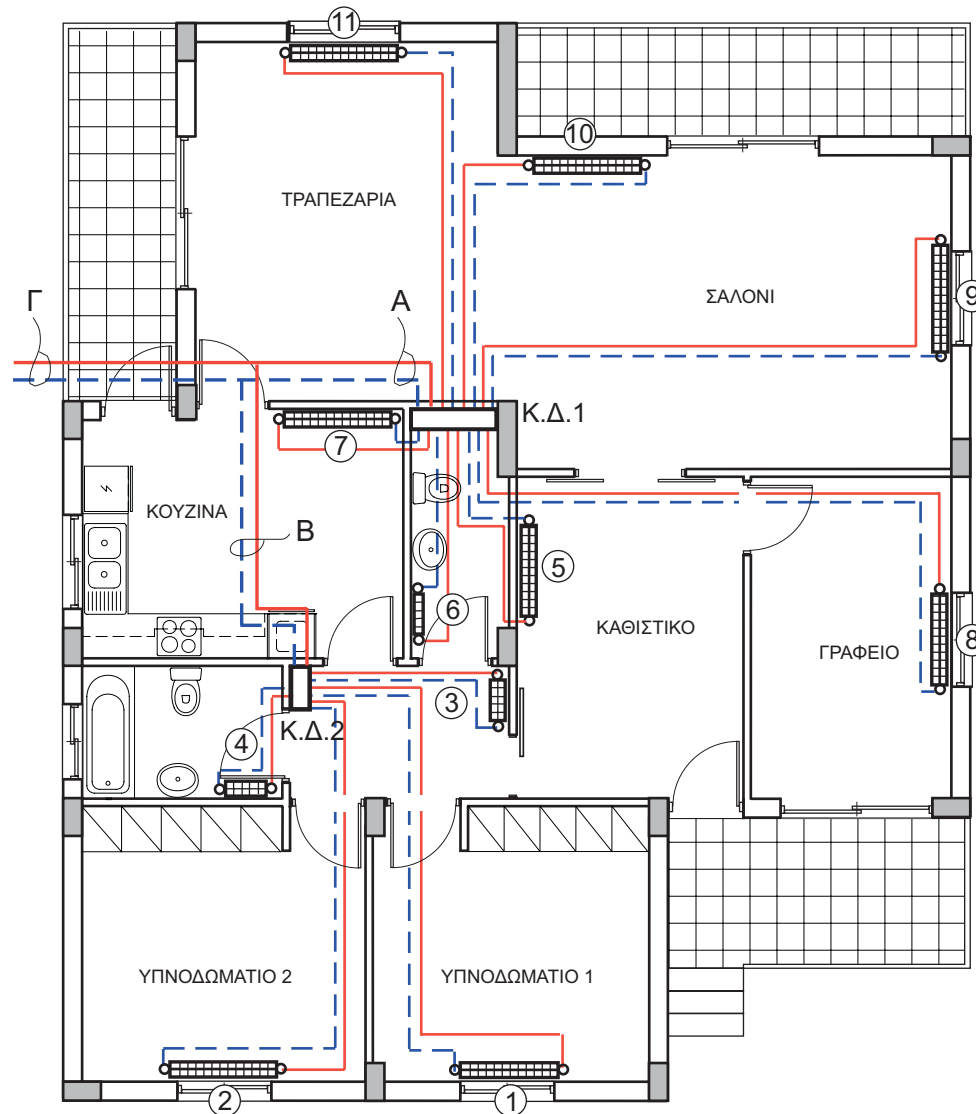 11
10
ΤΡΑΠΕΖΑΡΙΑ
ΣΑΛΟΝΙ
9
Γ
Α
Κ.Δ.1
7
ΚΟΥΖΙΝΑ
Β
5
6
ΚΑΘΙΣΤΙΚΟ
ΓΡΑΦΕΙΟ
8
3
Κ.Δ.2
4
ΥΠΝΟΔΩΜΑΤΙΟ 2
ΥΠΝΟΔΩΜΑΤΙΟ 1
2
1